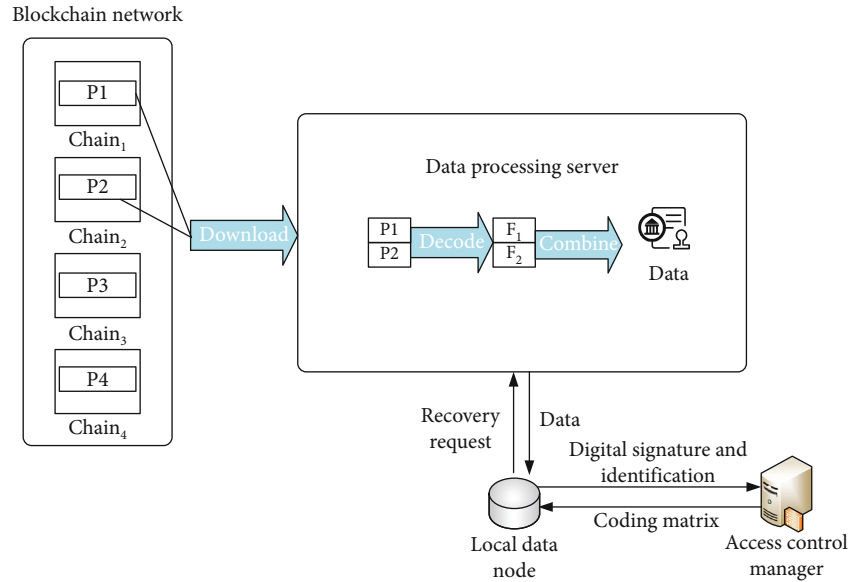 Blockchain network
P1
Chain₁
P2
Chain₂
P3
Chain₃
P4
Chain₄
Download
Data processing server
P1
P2
Decode
F₁
F₂
Combine
Data
Recovery
request
Data
Digital signature and
identification
Coding matrix
Local data
node
Access control
manager